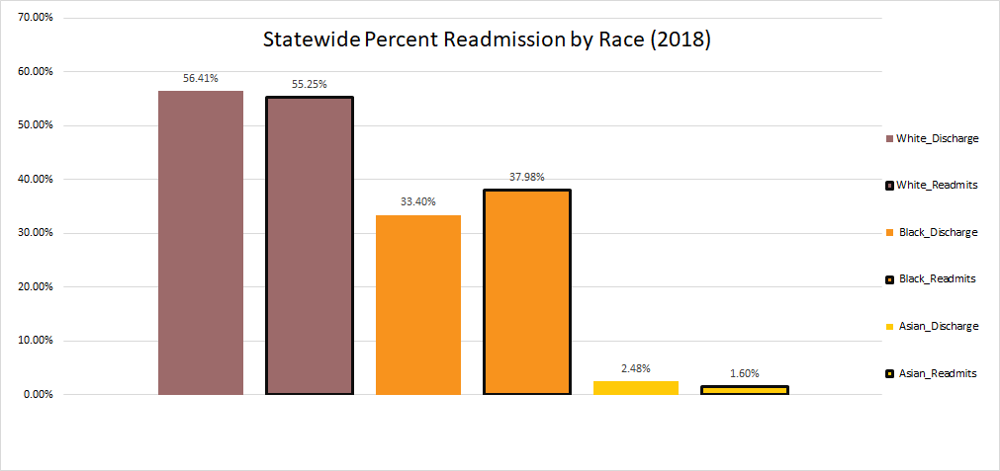 Statewide Percent Readmission by Race (2018)
70.00%
60.00%
50.00%
40.00%
30.00%
20.00%
10.00%
0.00%
56.41%
55.25%
33.40%
37.98%
2.48%
1.60%
White_Discharge
White_Readmits
Black_Discharge
Black_Readmits
Asian_Discharge
Asian_Readmits